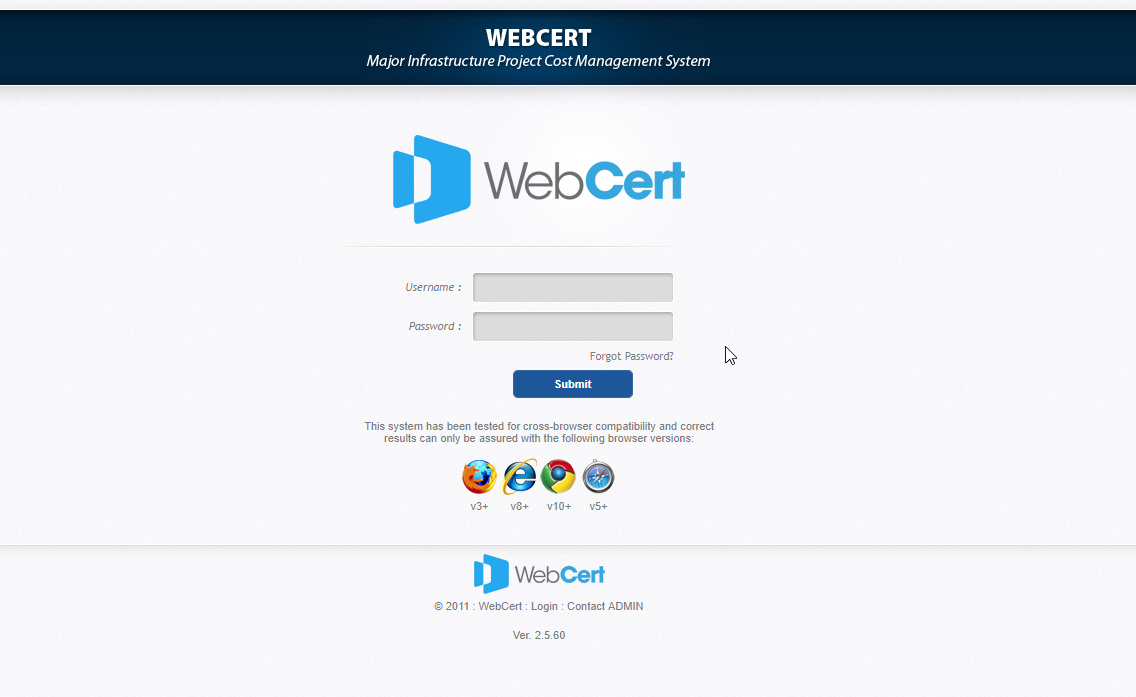 WEBCERT
Major Infrastructure Project Cost Management System
WebCert
Username :
Password :
Forgot Password?
Submit
This system has been tested for cross-browser compatibility and correct
results can only be assured with the following browser versions:
v3+ v8+ v10+ v5+
WebCert
© 2011 : WebCert : Login : Contact ADMIN
Ver. 2.5.60